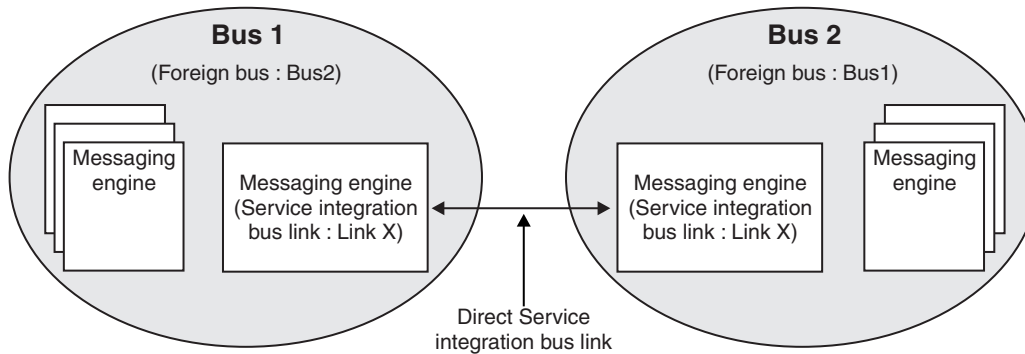 Bus 1
(Foreign bus : Bus2)
Messaging
engine
Messaging engine
(Service integration
bus link : Link X)
Bus 2
(Foreign bus : Bus1)
Messaging engine
(Service integration
bus link : Link X)
Messaging
engine
Direct Service
integration bus link